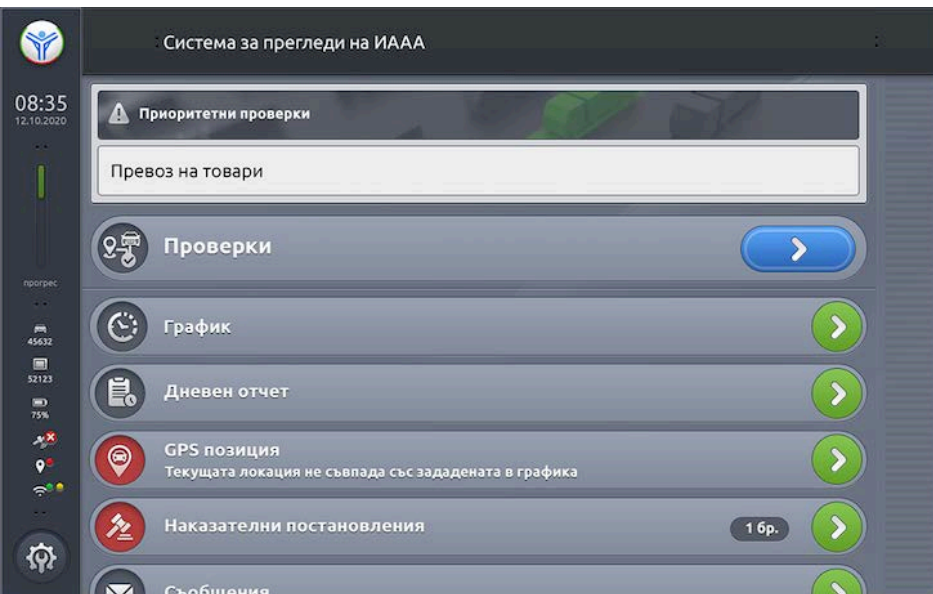 Система за прегледи на ИААА
08:35
12.10.2020
Приоритетни проверки
Превоз на товари
Проверки
прогрес
График
45632
52123
Дневен отчет
75%
GPS позиция
Текущата локация не съвпада със зададената в графика
Наказателни постановления
1 бр.
Съобщения